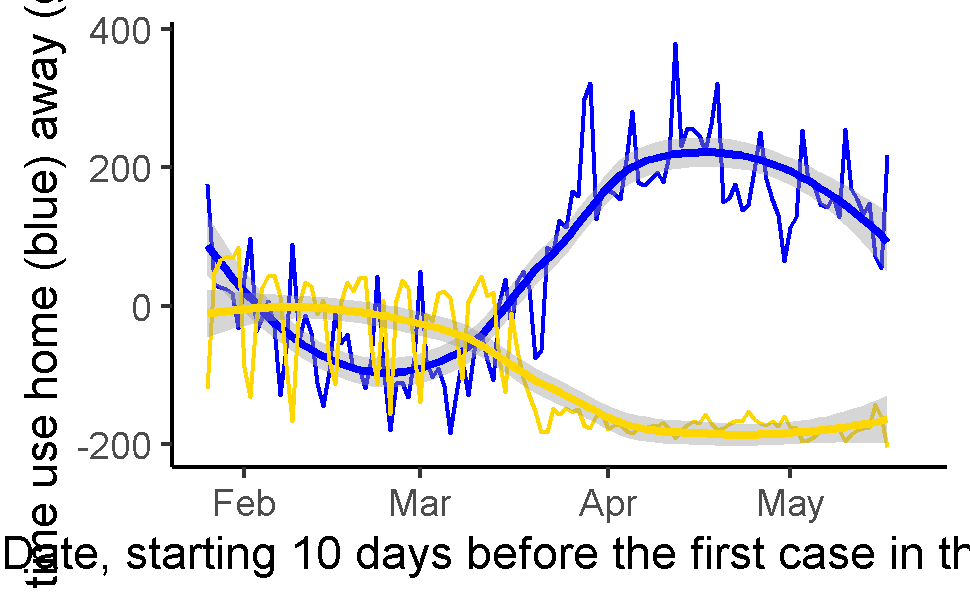 time use home (blue) away (
400
200
0
-200
Feb Mar Apr May
Date, starting 10 days before the first case in th